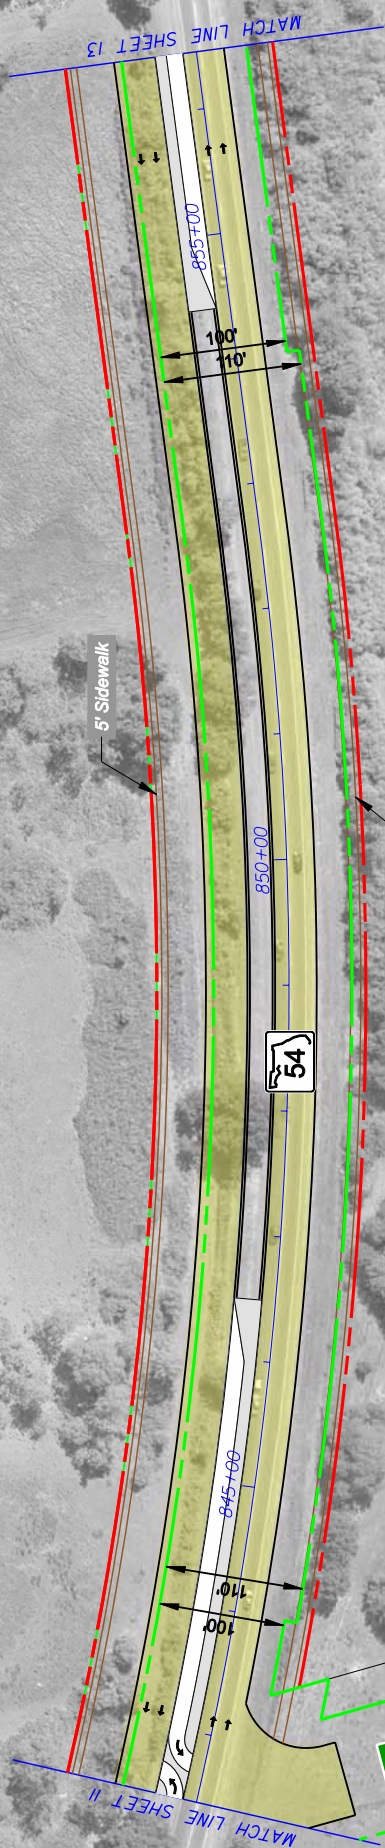 MATCH LINE SHEET 13
855+00
100'
110'
5' Sidewalk
850+00
54
845+00
110'
100'
MATCH LINE SHEET 11